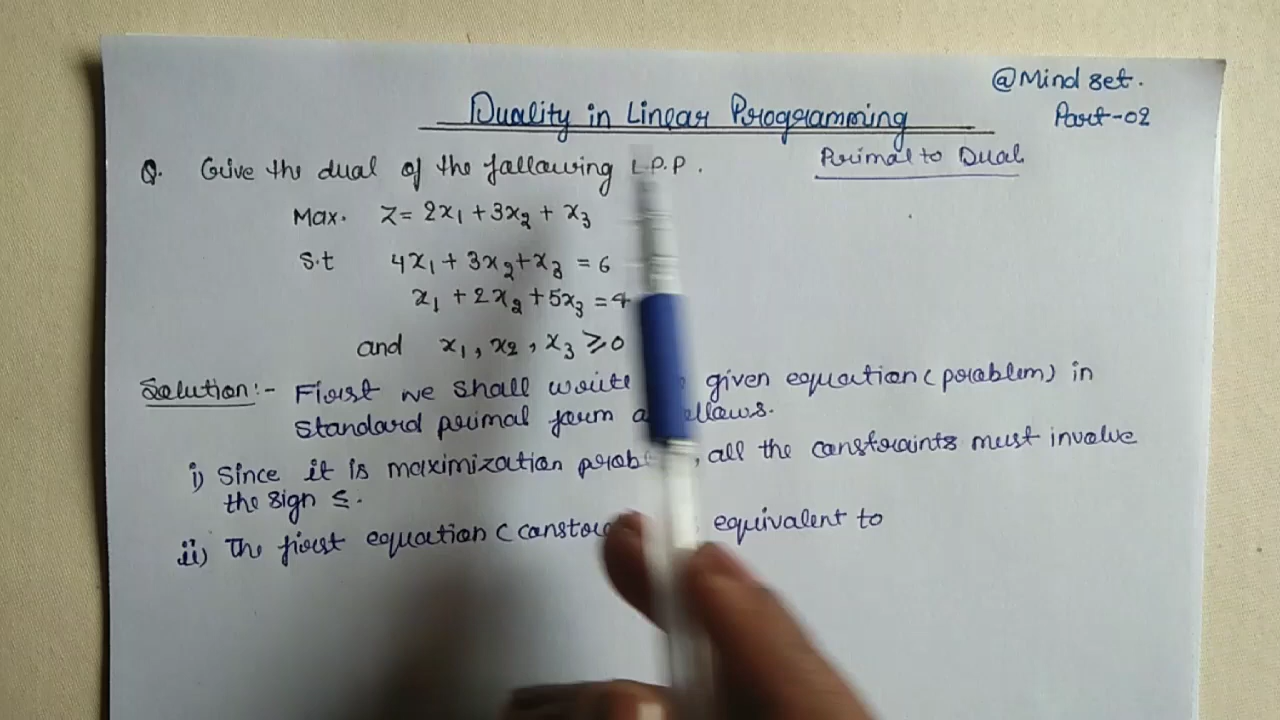 @Mind set.
Part-02
Duality in Linear Programming
Primal to Dual
Q. Give the dual of the fallawing L.P.P.
Max. Z = 2x₁ + 3x₂ + x₃
s.t 4x₁ + 3x₂ + x₃ = 6
x₁ + 2x₂ + 5x₃ = 4
and x₁, x₂, x₃ ⩾ 0
Solution:- First we shall write given equation (problem) in
standard primal form
i) Since it is maximization , all the constraints must involve
the sign ≤.
ii) The first equation ( equivalent to